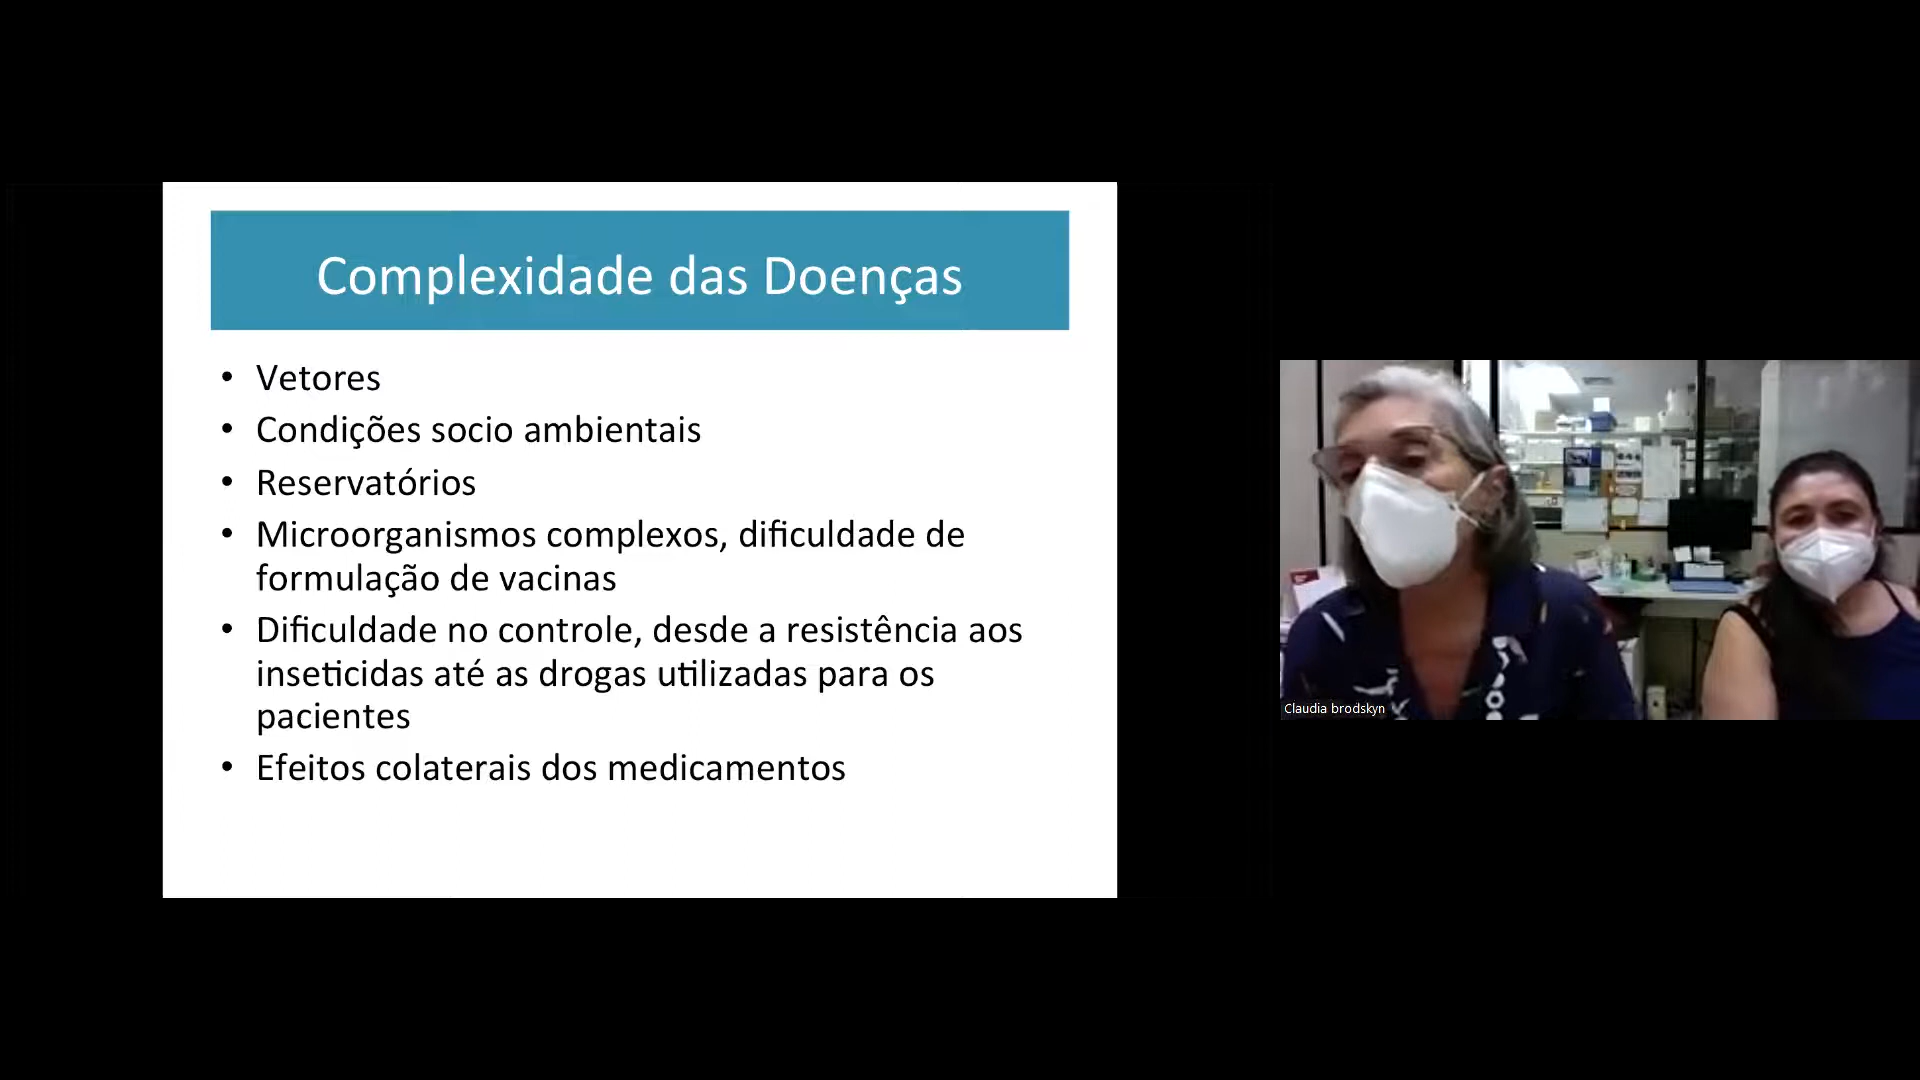 Complexidade das Doenças
• Vetores
• Condições socio ambientais
• Reservatórios
• Microorganismos complexos, dificuldade de
formulação de vacinas
• Dificuldade no controle, desde a resistência aos
inseticidas até as drogas utilizadas para os
pacientes
• Efeitos colaterais dos medicamentos
Claudia brodskyn